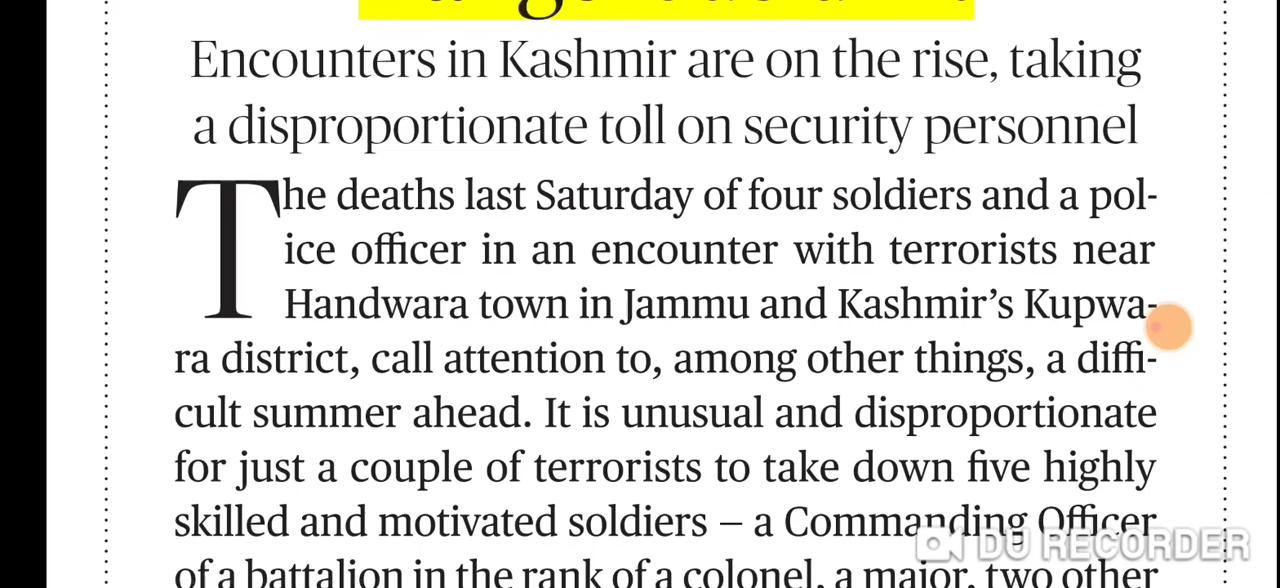 Encounters in Kashmir are on the rise, taking
a disproportionate toll on security personnel
The deaths last Saturday of four soldiers and a pol-
ice officer in an encounter with terrorists near
Handwara town in Jammu and Kashmir’s Kupwa-
ra district, call attention to, among other things, a diffi-
cult summer ahead. It is unusual and disproportionate
for just a couple of terrorists to take down five highly
skilled and motivated soldiers – a Commanding Officer
of a battalion in the rank of a colonel, a major, two other
DU RECORDER